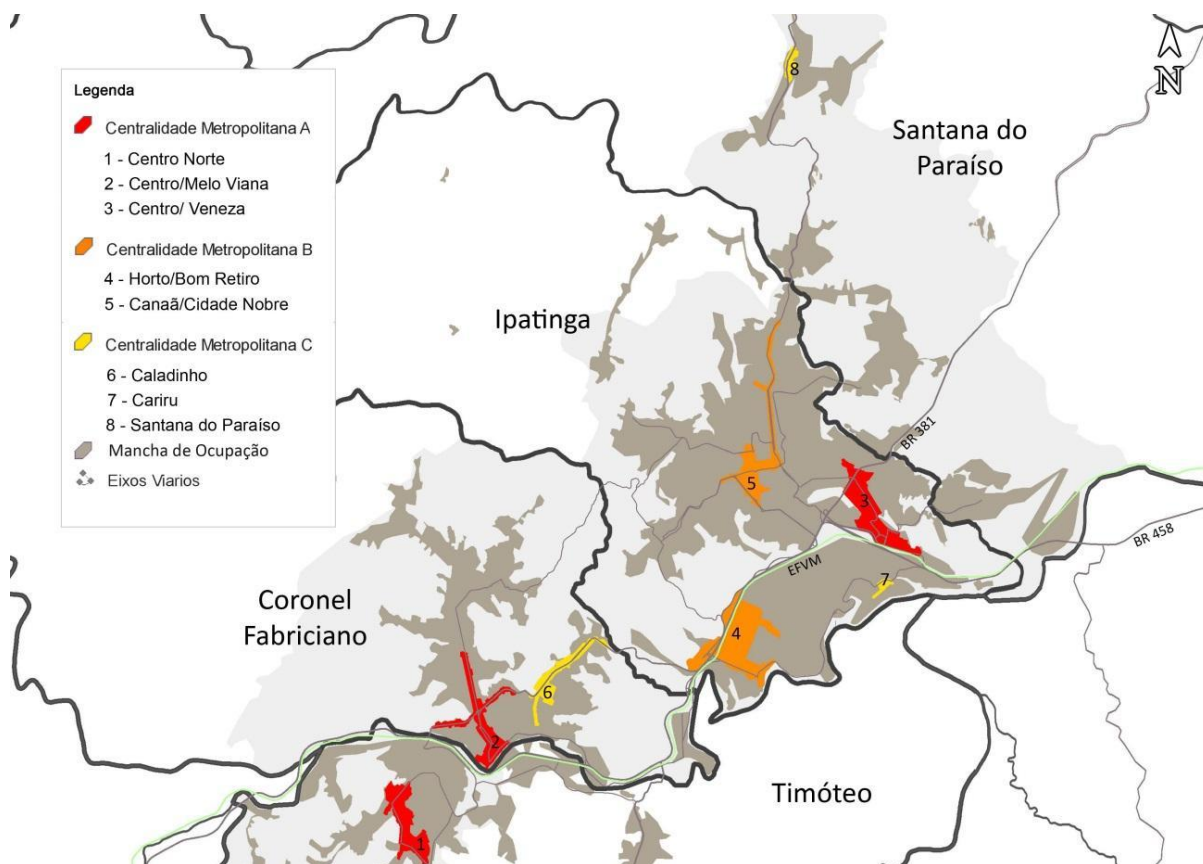 Legenda
Centralidade Metropolitana A
1 - Centro Norte
2 - Centro/Melo Viana
3 - Centro/ Veneza
Centralidade Metropolitana B
4 - Horto/Bom Retiro
5 - Canaã/Cidade Nobre
Centralidade Metropolitana C
6 - Caladinho
7 - Cariru
8 - Santana do Paraíso
Mancha de Ocupação
Eixos Viarios
N
8
Santana do
Paraíso
Ipatinga
BR 381
5
3
BR 458
EFVM
7
Coronel
Fabriciano
4
6
2
Timóteo
1